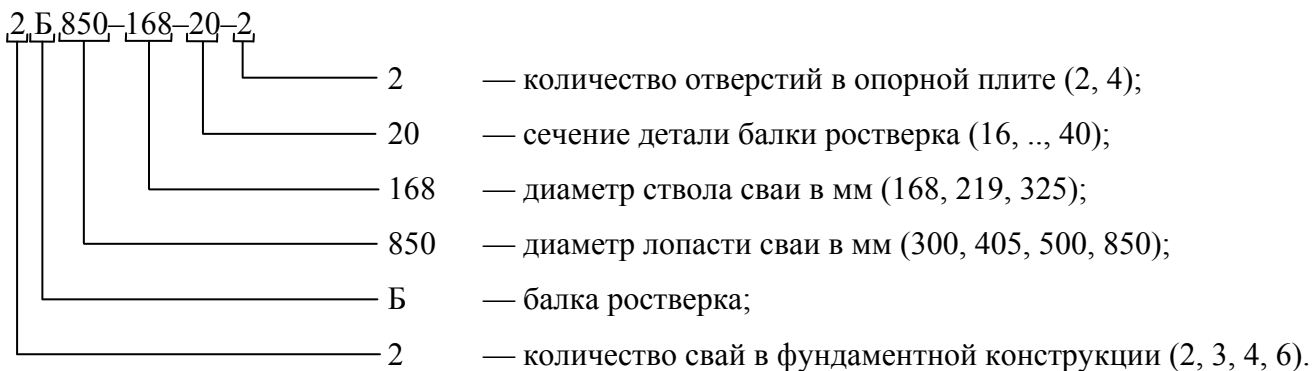 2 Б 850–168–20–2
2 — количество отверстий в опорной плите (2, 4);
20 — сечение детали балки ростверка (16, .., 40);
168 — диаметр ствола сваи в мм (168, 219, 325);
850 — диаметр лопасти сваи в мм (300, 405, 500, 850);
Б — балка ростверка;
2 — количество свай в фундаментной конструкции (2, 3, 4, 6).